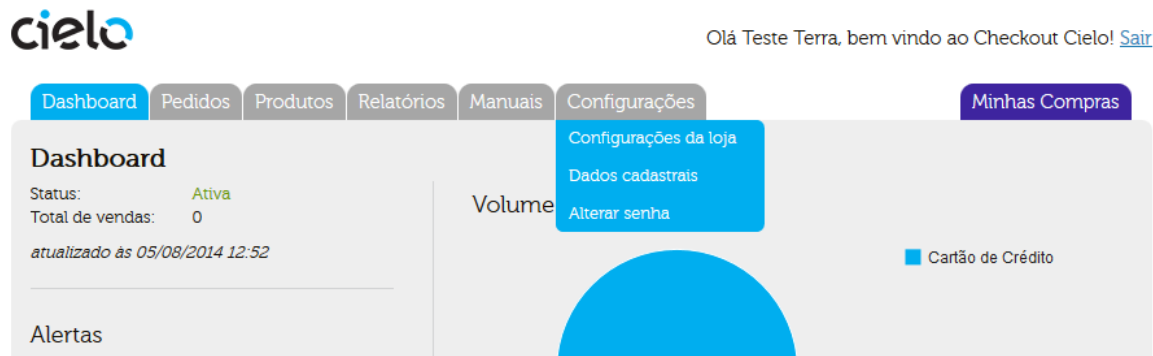 cielo
Olá Teste Terra, bem vindo ao Checkout Cielo! Sair
Dashboard Pedidos Produtos Relatórios Manuais Configurações Minhas Compras
Configurações da loja
Dados cadastrais
Alterar senha
Dashboard
Status: Ativa
Total de vendas: 0
atualizado às 05/08/2014 12:52
Volume
Cartão de Crédito
Alertas